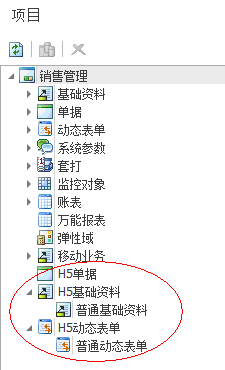 项目
销售管理
基础资料
单据
动态表单
系统参数
套打
监控对象
账表
万能报表
弹性域
移动业务
H5单据
H5基础资料
普通基础资料
H5动态表单
普通动态表单